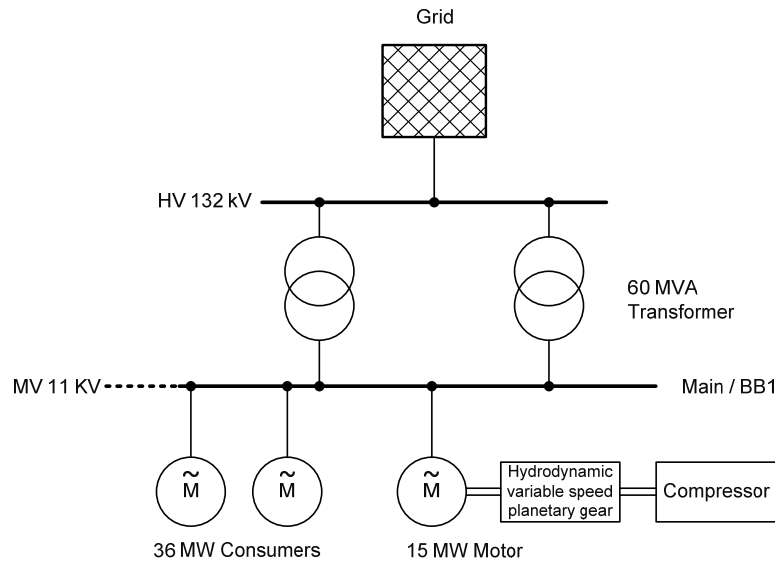 Grid
HV 132 kV
60 MVA
Transformer
MV 11 KV
Main / BB1
~
M
~
M
~
M
Hydrodynamic
variable speed
planetary gear
Compressor
36 MW Consumers
15 MW Motor